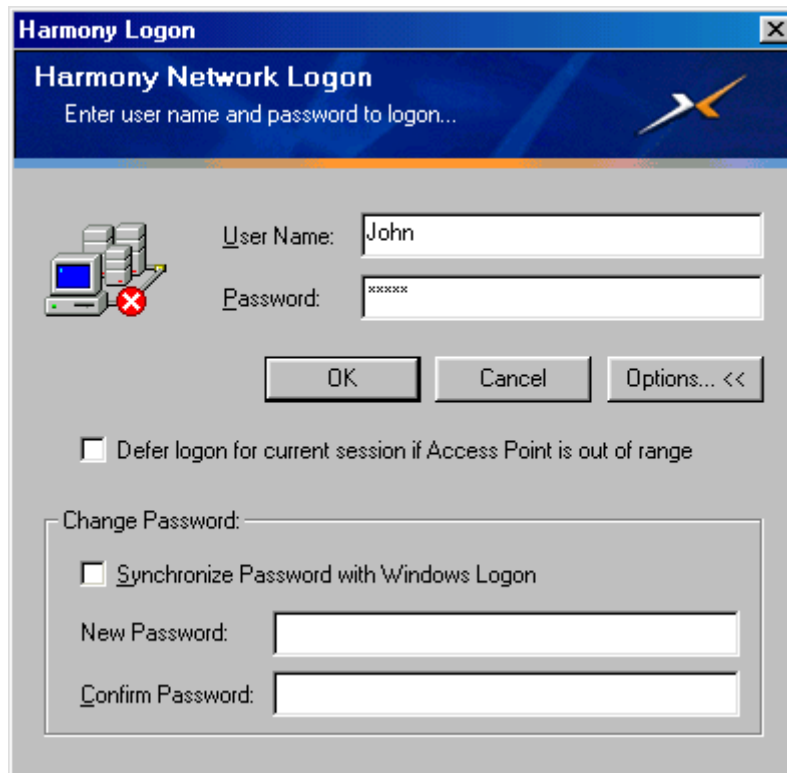 Harmony Logon
Harmony Network Logon
Enter user name and password to logon...
User Name: John
Password: *****
OK Cancel Options... <<
Defer logon for current session if Access Point is out of range
Change Password:
Synchronize Password with Windows Logon
New Password:
Confirm Password: